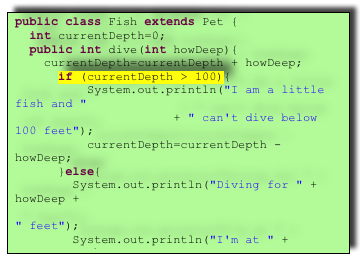 public class Fish extends Pet {
int currentDepth=0;
public int dive(int howDeep){
currentDepth=currentDepth + howDeep;
if (currentDepth > 100){
System.out.println("I am a little
fish and "
+ " can't dive below
100 feet");
currentDepth=currentDepth -
howDeep;
}else{
System.out.println("Diving for " +
howDeep +
" feet");
System.out.println("I'm at " +